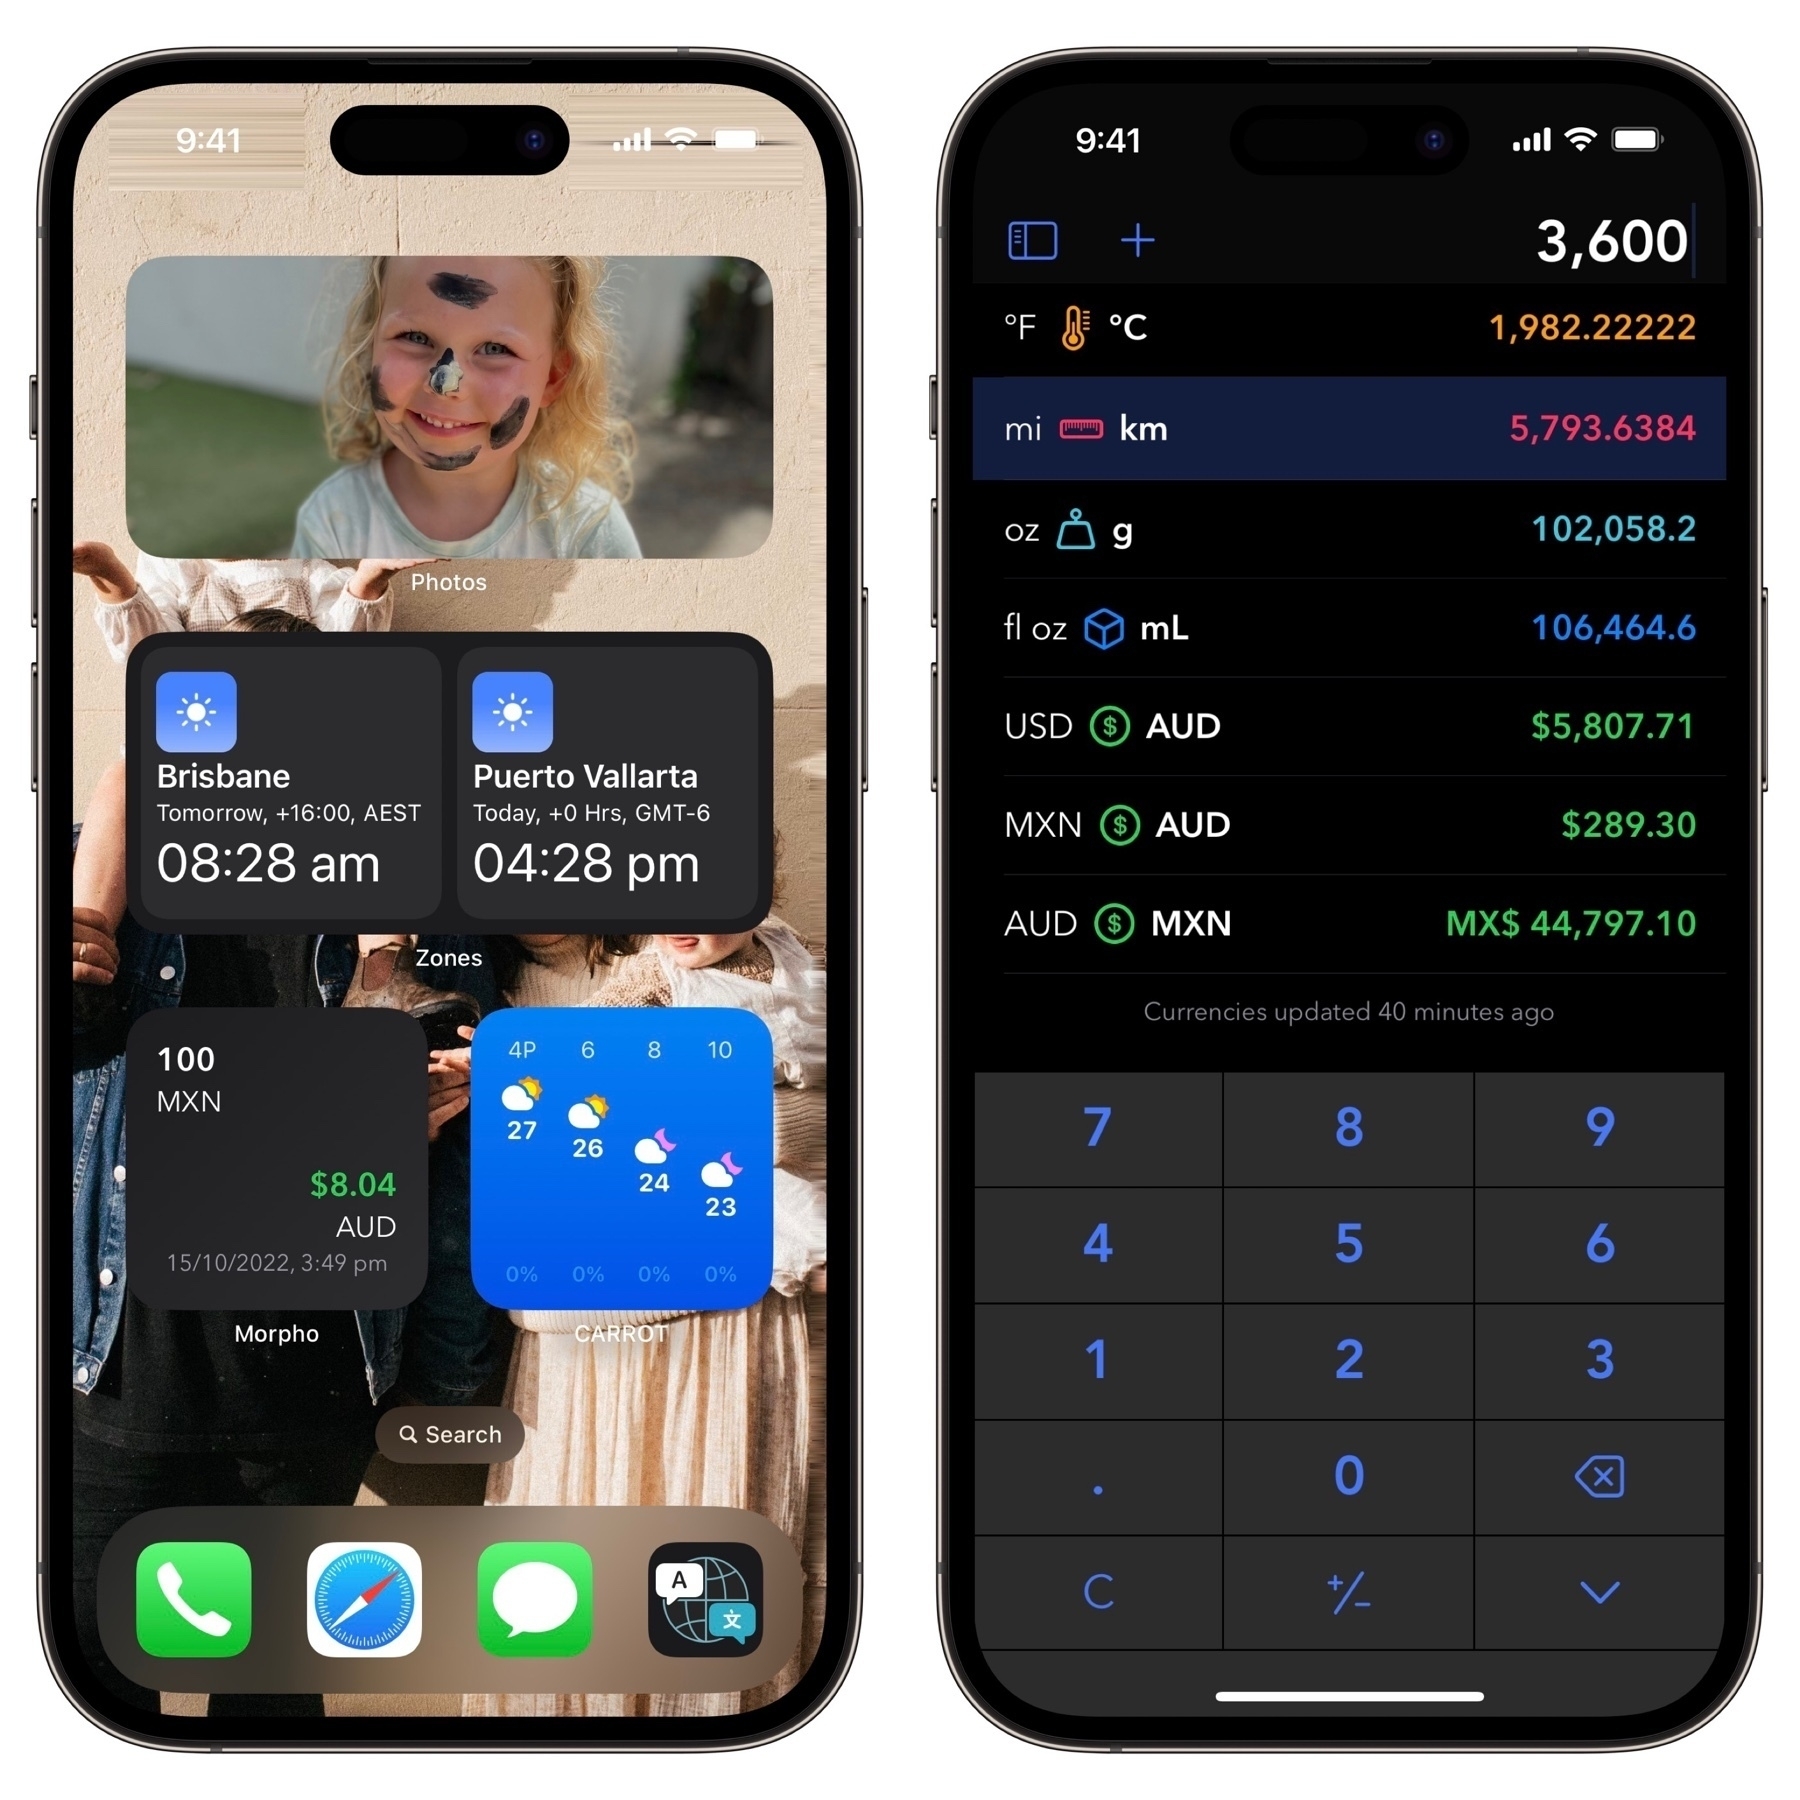 9:41
Photos
Brisbane
Tomorrow, +16:00, AEST
08:28 am
Puerto Vallarta
Today, +0 Hrs, GMT-6
04:28 pm
Zones
100
MXN
$8.04
AUD
15/10/2022, 3:49 pm
Morpho
4P 6 8 10
27 26 24 23
0% 0% 0% 0%
CARROT
Search
A 文
9:41
3,600
°F °C 1,982.22222
mi km 5,793.6384
oz g 102,058.2
fl oz mL 106,464.6
USD $ AUD $5,807.71
MXN $ AUD $289.30
AUD $ MXN MX$ 44,797.10
Currencies updated 40 minutes ago
7 8 9
4 5 6
1 2 3
. 0
C +/−